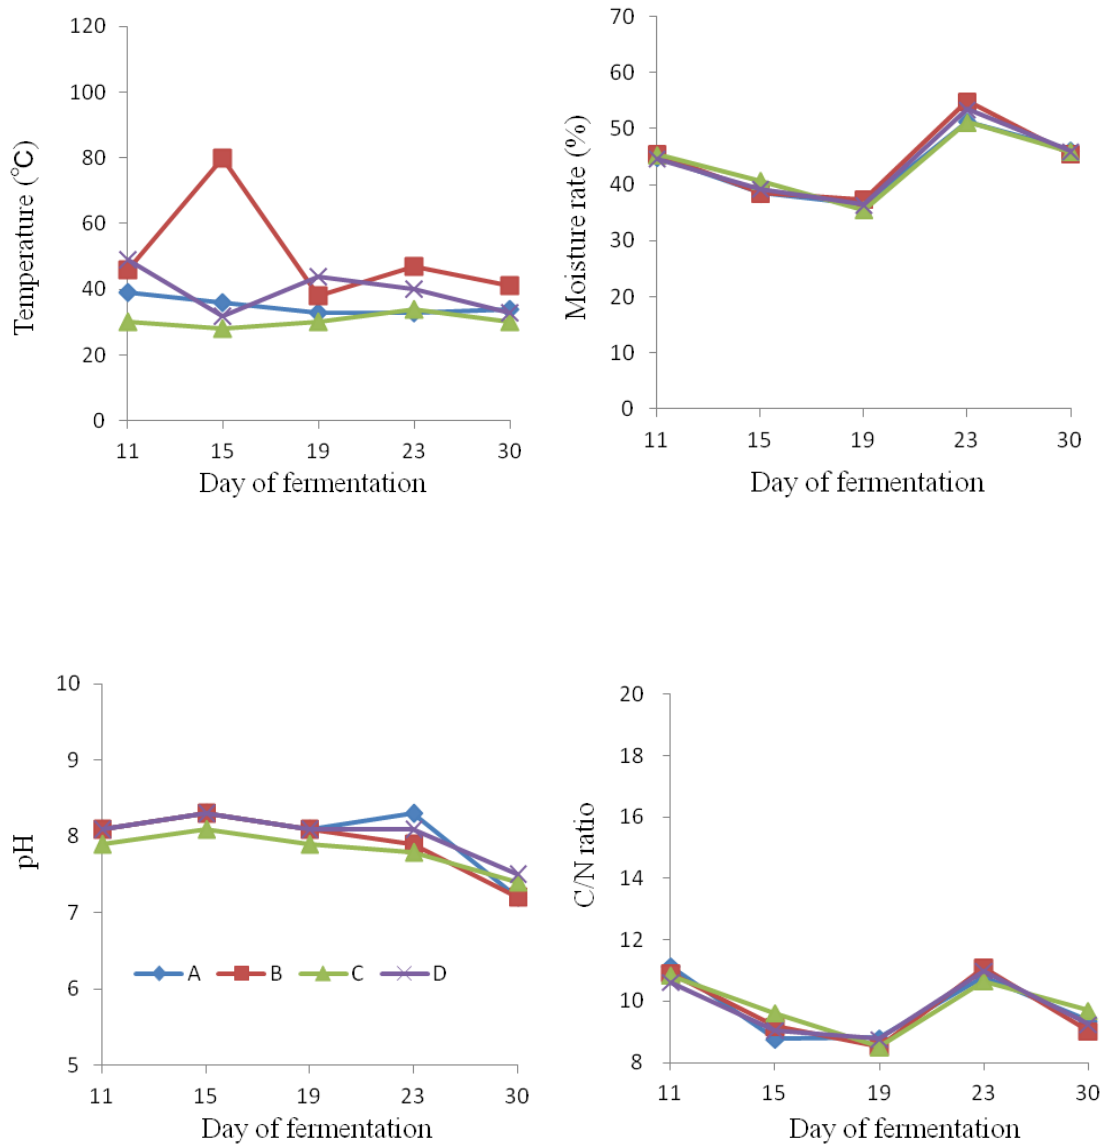 Temperature (℃)
120
100
80
60
40
20
0
11 15 19 23 30
Day of fermentation
Moisture rate (%)
70
60
50
40
30
20
10
0
11 15 19 23 30
Day of fermentation
pH
10
9
8
7
6
5
A B C D
11 15 19 23 30
Day of fermentation
C/N ratio
20
18
16
14
12
10
8
11 15 19 23 30
Day of fermentation